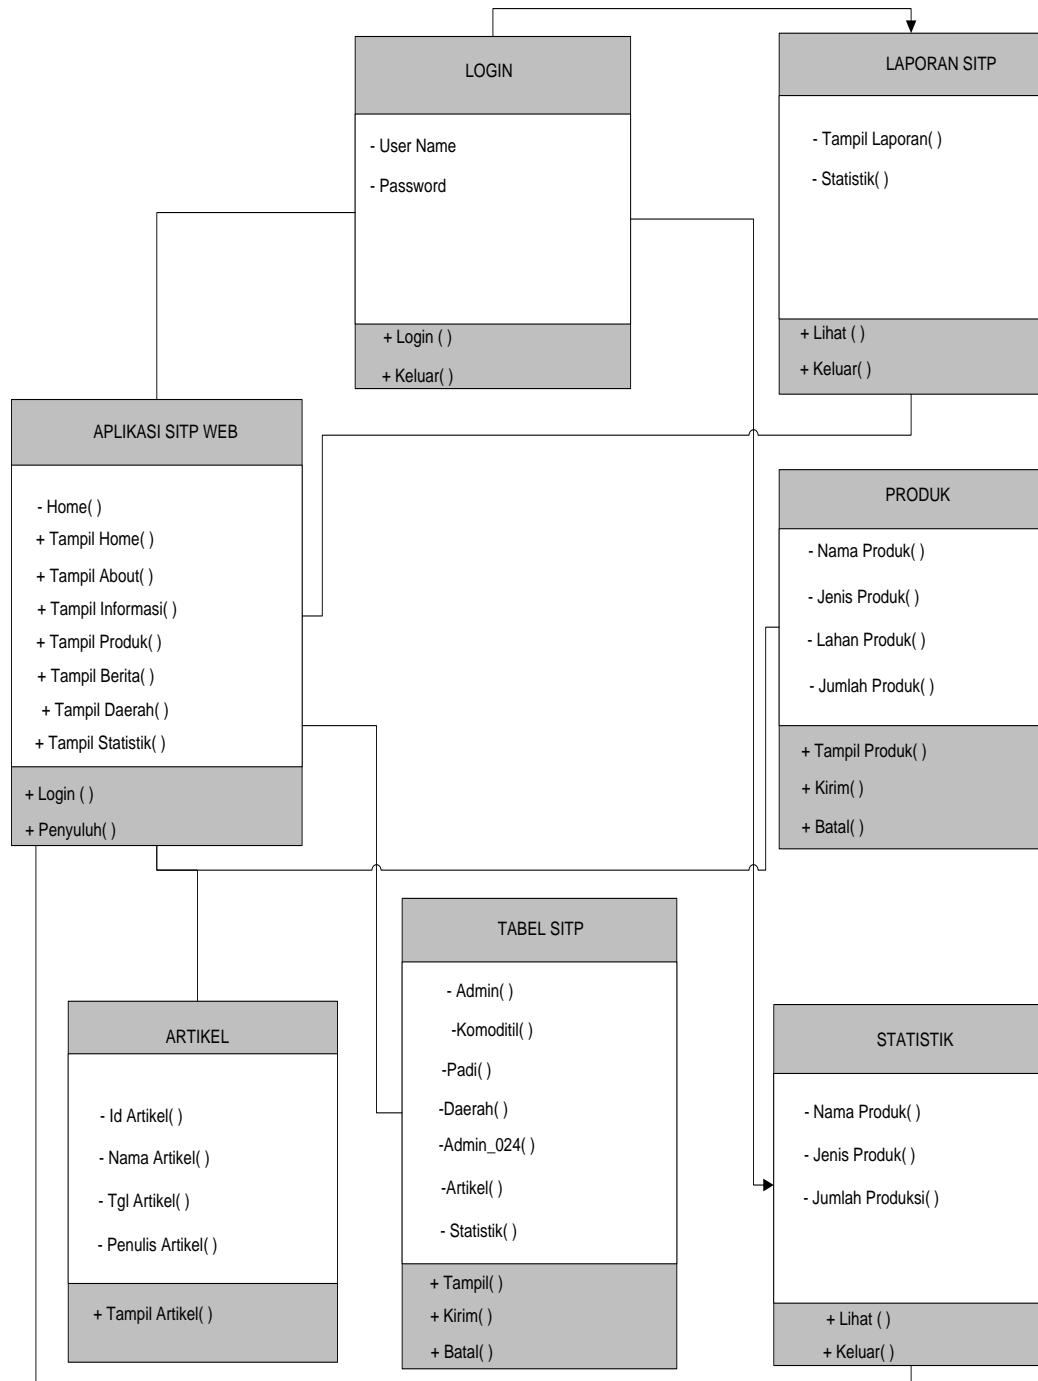 LOGIN
- User Name
- Password
+ Login ( )
+ Keluar( )
LAPORAN SITP
- Tampil Laporan( )
- Statistik( )
+ Lihat ( )
+ Keluar( )
APLIKASI SITP WEB
- Home( )
+ Tampil Home( )
+ Tampil About( )
+ Tampil Informasi( )
+ Tampil Produk( )
+ Tampil Berita( )
+ Tampil Daerah( )
+ Tampil Statistik( )
+ Login ( )
+ Penyuluh( )
PRODUK
- Nama Produk( )
- Jenis Produk( )
- Lahan Produk( )
- Jumlah Produk( )
+ Tampil Produk( )
+ Kirim( )
+ Batal( )
TABEL SITP
- Admin( )
-Komoditil( )
-Padi( )
-Daerah( )
-Admin_024( )
-Artikel( )
- Statistik( )
+ Tampil( )
+ Kirim( )
+ Batal( )
ARTIKEL
- Id Artikel( )
- Nama Artikel( )
- Tgl Artikel( )
- Penulis Artikel( )
+ Tampil Artikel( )
STATISTIK
- Nama Produk( )
- Jenis Produk( )
- Jumlah Produksi( )
+ Lihat ( )
+ Keluar( )